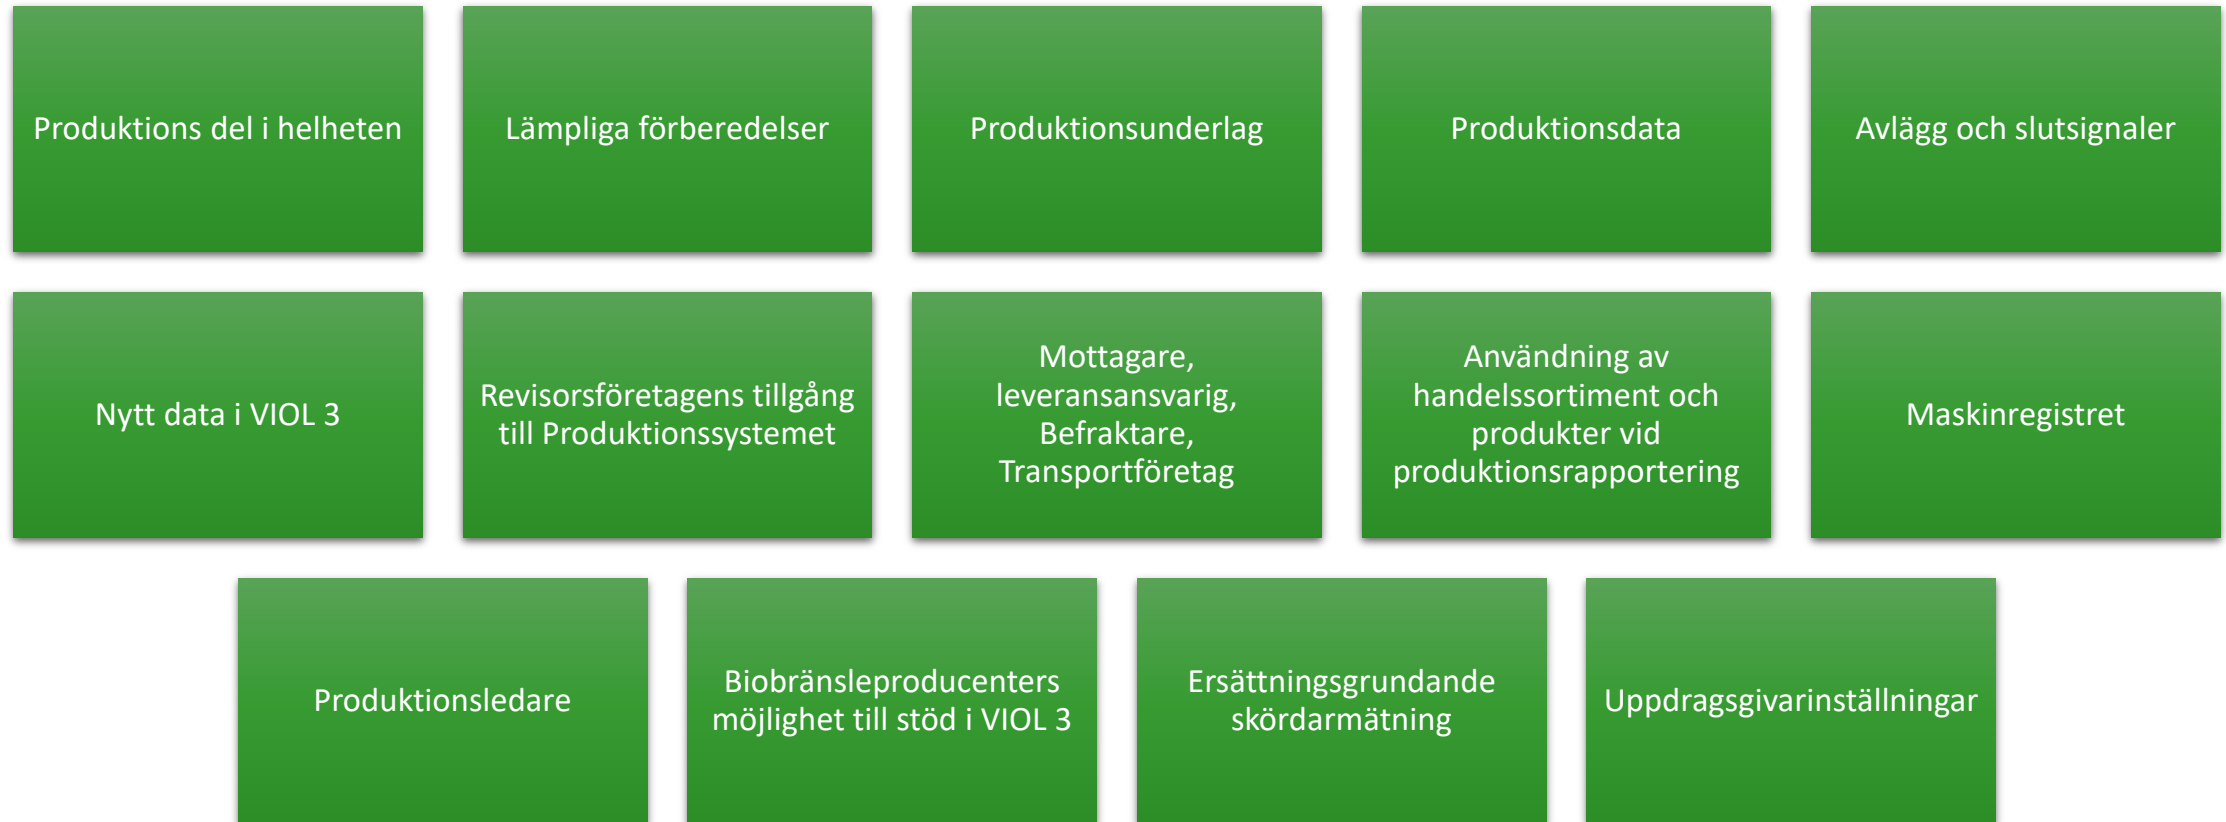 Produktions del i helheten
Lämpliga förberedelser
Produktionsunderlag
Produktionsdata
Avlägg och slutsignaler
Nytt data i VIOL 3
Revisorsföretagens tillgång
till Produktionssystemet
Mottagare,
leveransansvarig,
Befraktare,
Transportföretag
Användning av
handelssortiment och
produkter vid
produktionsrapportering
Maskinregistret
Produktionsledare
Biobränsleproducenters
möjlighet till stöd i VIOL 3
Ersättningsgrundande
skördarmätning
Uppdragsgivarinställningar